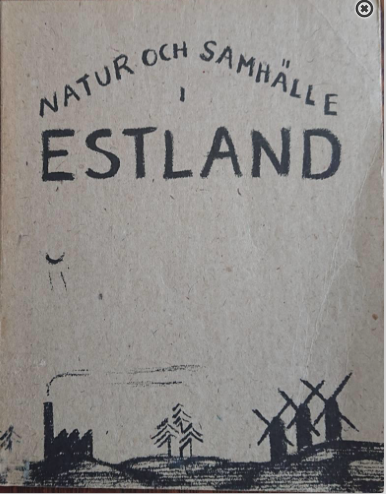 NATUR OCH SAMHÄLLE
I
ESTLAND